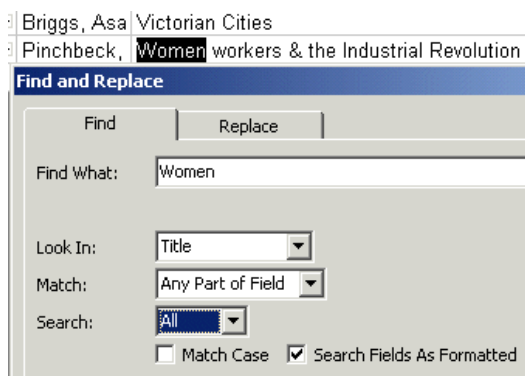 Briggs, Asa Victorian Cities
Pinchbeck, Women workers & the Industrial Revolution
Find and Replace
Find Replace
Find What: Women
Look In: Title
Match: Any Part of Field
Search: All
Match Case Search Fields As Formatted